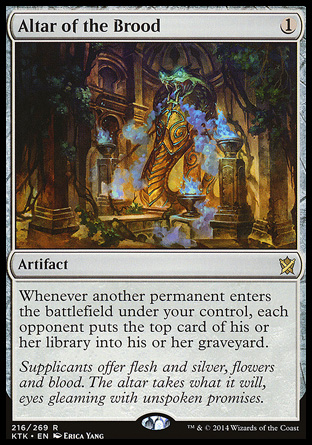 Altar of the Brood 1
Artifact
Whenever another permanent enters
the battlefield under your control, each
opponent puts the top card of his or
her library into his or her graveyard.
Supplicants offer flesh and silver, flowers
and blood. The altar takes what it will,
eyes gleaming with unspoken promises.
216/269 R
KTK • EN Erica Yang
™ & © 2014 Wizards of the Coast